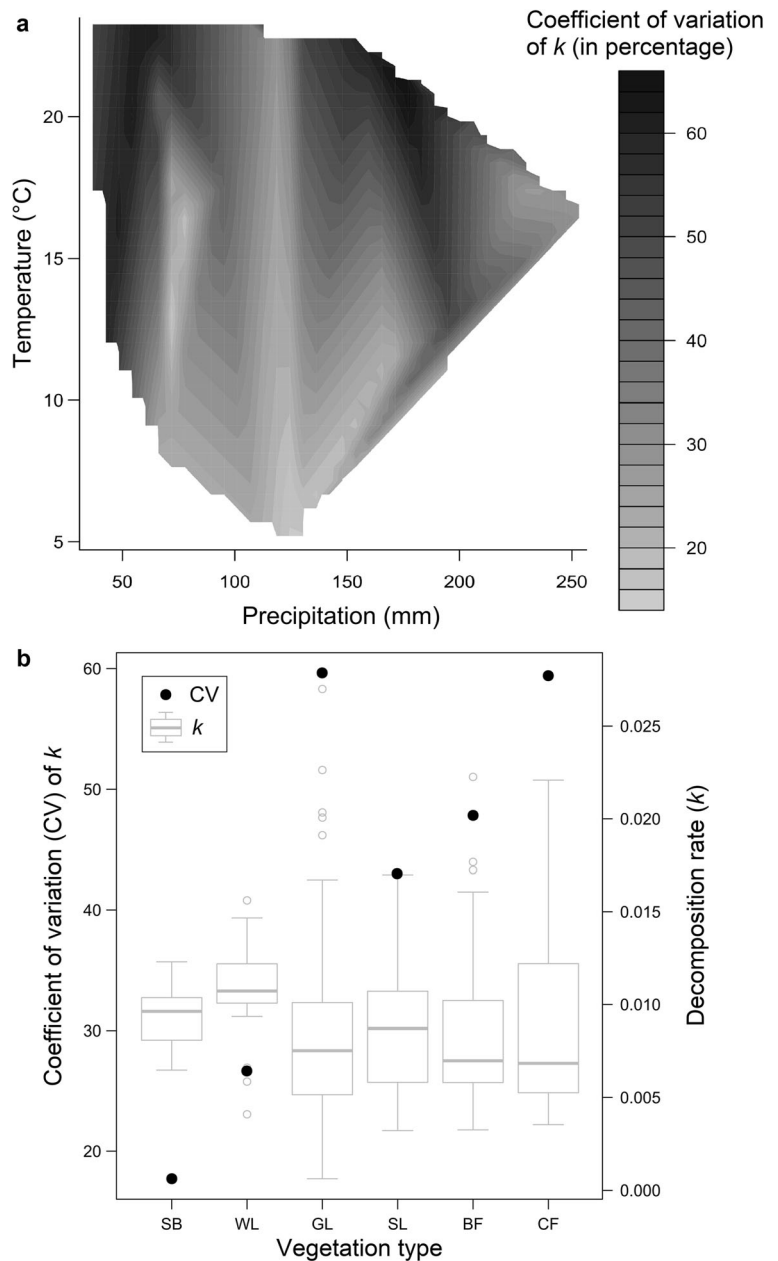 a
Coefficient of variation
of k (in percentage)
20
15
10
5
Temperature (°C)
50 100 150 200 250
Precipitation (mm)
60
50
40
30
20
b
CV
k
60
50
40
30
20
Coefficient of variation (CV) of k
0.025
0.020
0.015
0.010
0.005
0.000
Decomposition rate (k)
SB WL GL SL BF CF
Vegetation type